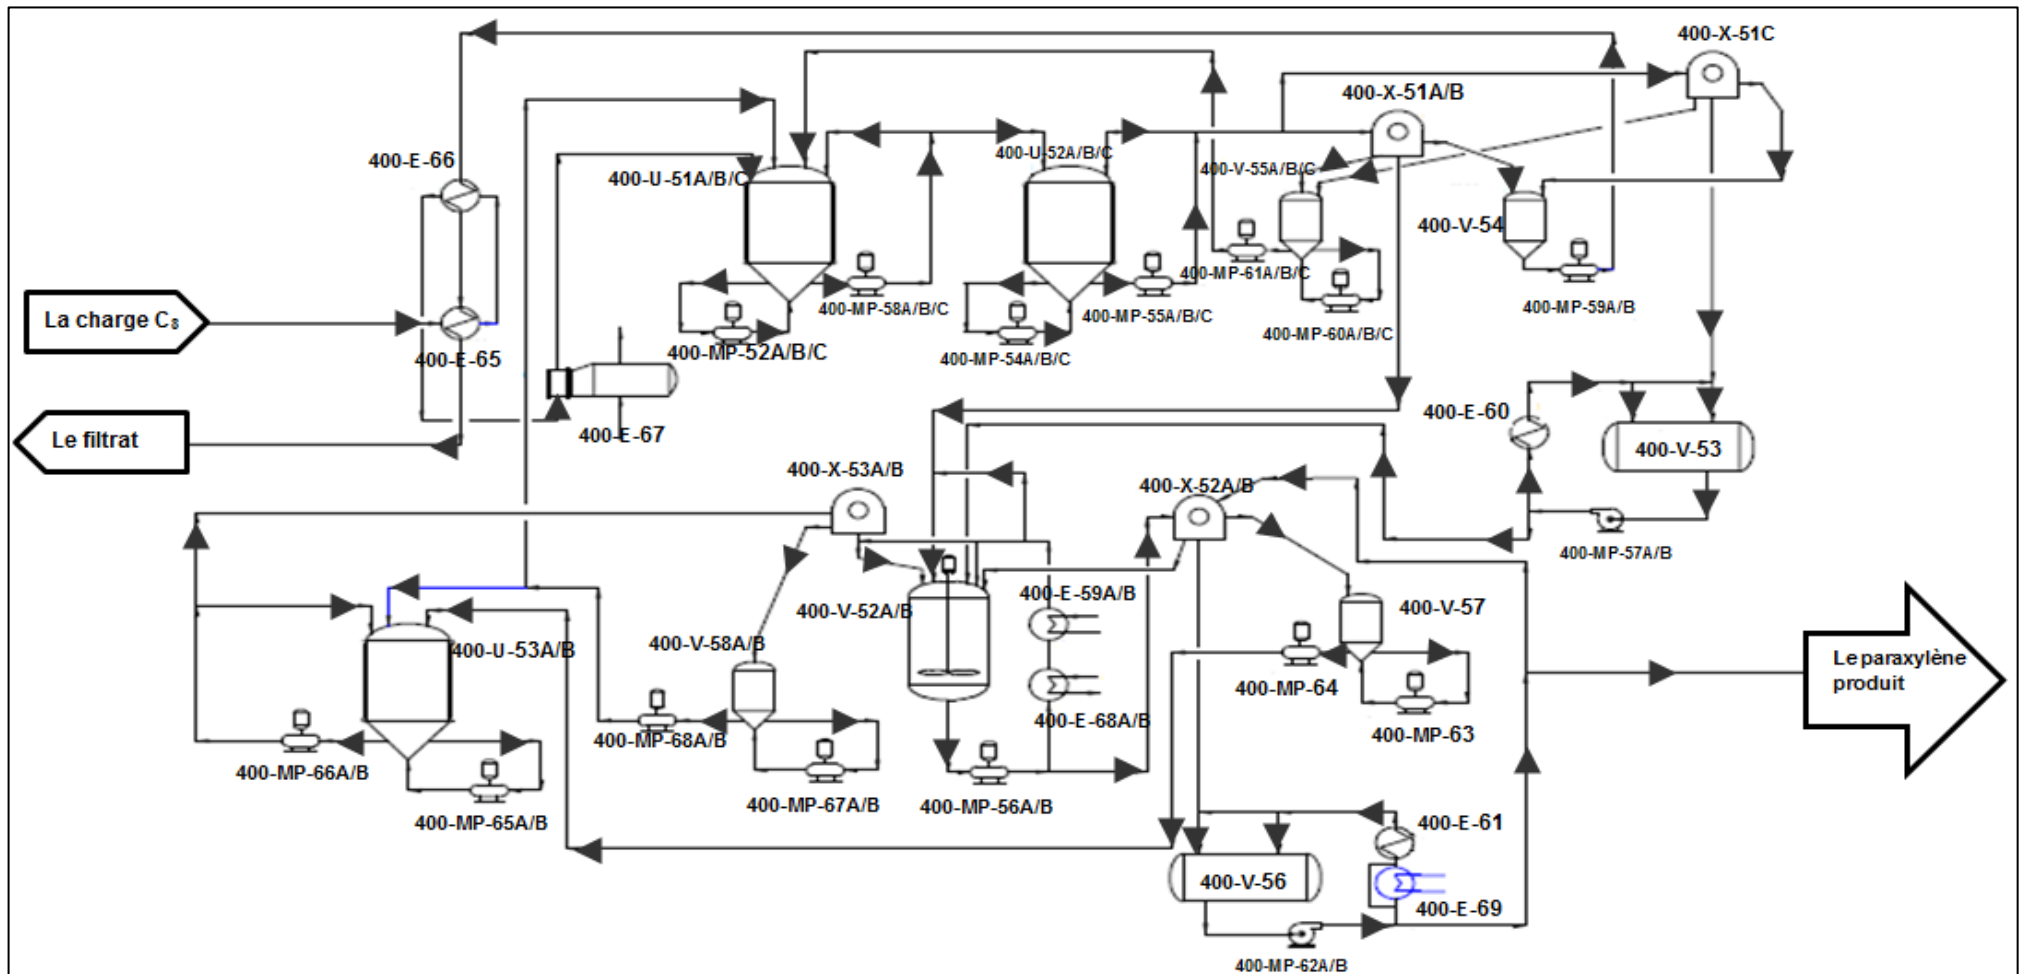 400-X-51C
400-X-51A/B
400-E-66
400-U-51A/B/C
400-U-52A/B/C
400-V-55A/B/C
400-V-54
400-MP-61A/B/C
La charge C₈
400-MP-58A/B/C
400-MP-55A/B/C
400-MP-59A/B
400-MP-60A/B/C
400-E-65
400-MP-52A/B/C
400-MP-54A/B/C
400-E-60
400-E-67
Le filtrat
400-V-53
400-X-53A/B
400-X-52A/B
400-MP-57A/B
400-E-59A/B
400-V-52A/B
400-V-57
400-U-53A/B
400-V-58A/B
Le paraxylène
produit
400-MP-64
400-E-68A/B
400-MP-63
400-MP-68A/B
400-MP-66A/B
400-MP-67A/B
400-MP-56A/B
400-MP-65A/B
400-E-61
400-V-56
400-E-69
400-MP-62A/B